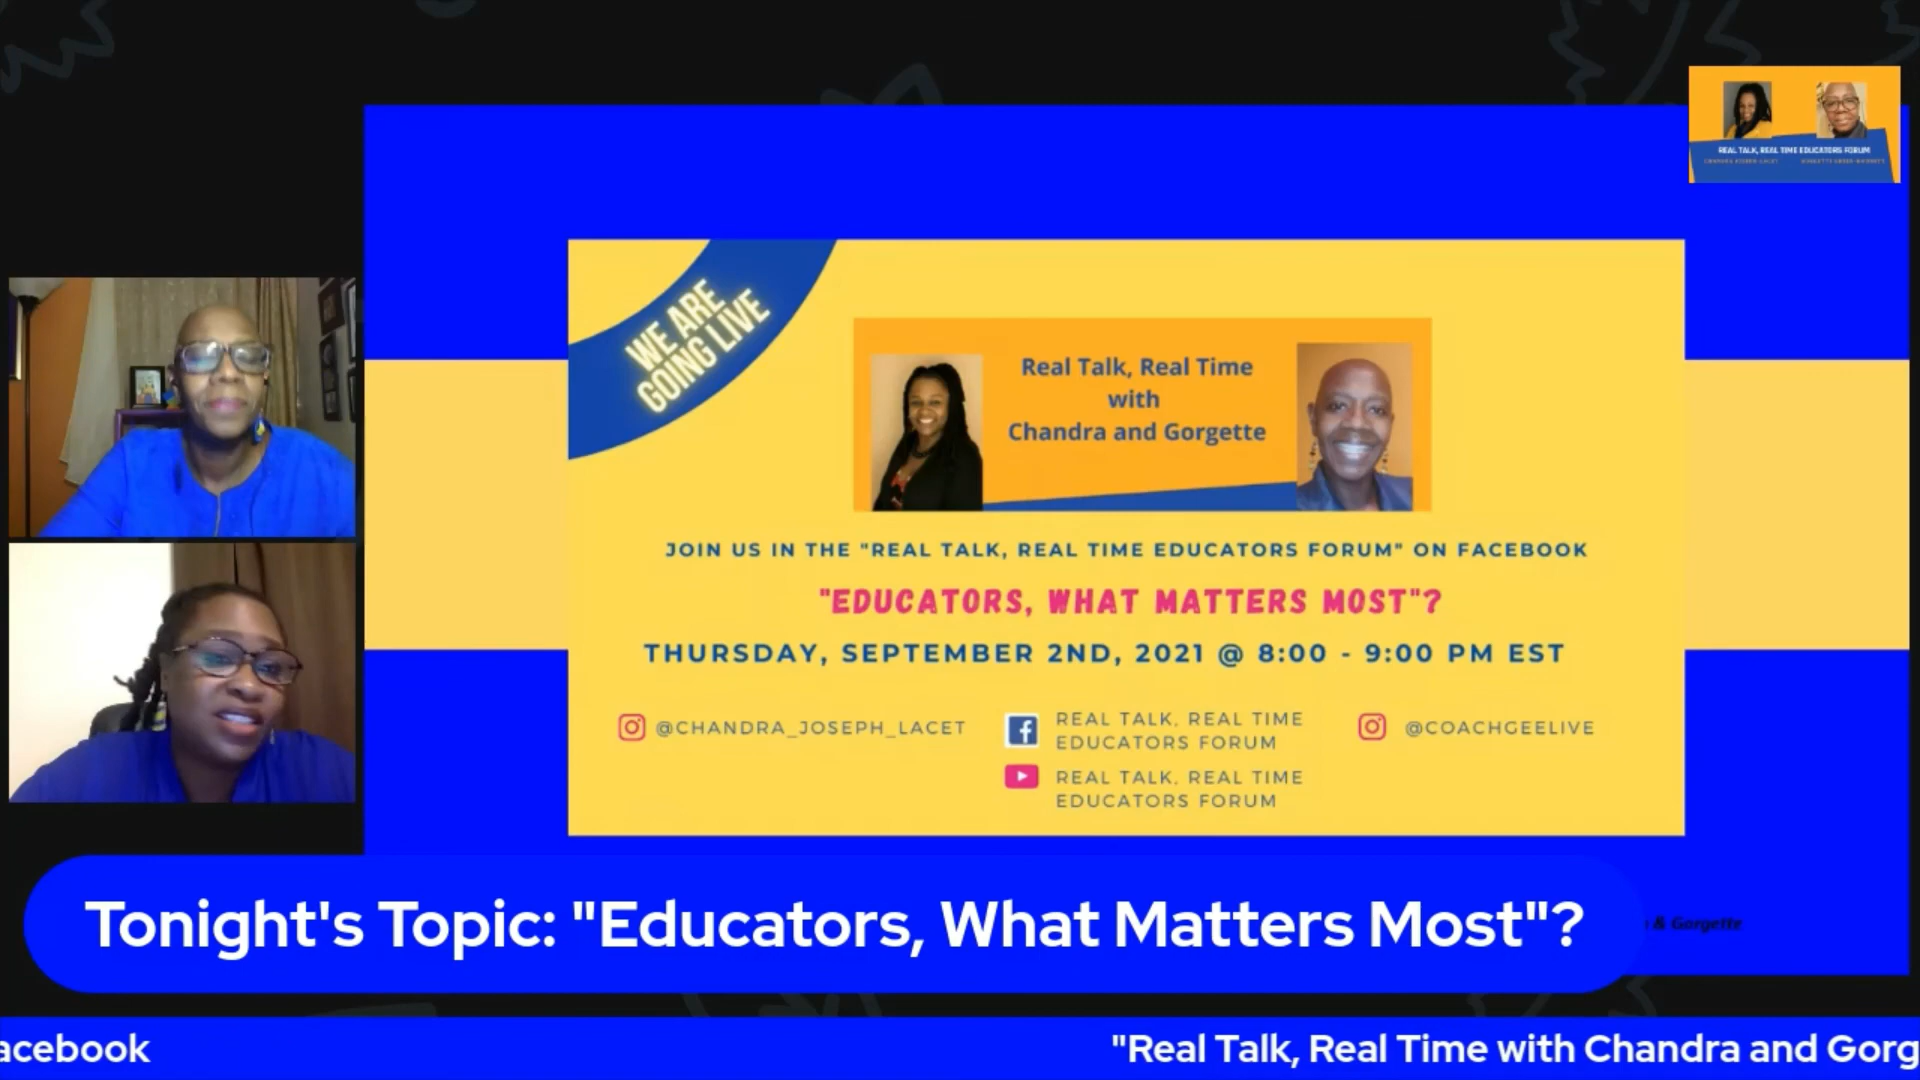 REAL TALK, REAL TIME EDUCATORS FORUM
WE ARE
GOING LIVE
Real Talk, Real Time
with
Chandra and Gorgette
JOIN US IN THE "REAL TALK, REAL TIME EDUCATORS FORUM" ON FACEBOOK
"EDUCATORS, WHAT MATTERS MOST"?
THURSDAY, SEPTEMBER 2ND, 2021 @ 8:00 - 9:00 PM EST
@CHANDRA_JOSEPH_LACET
REAL TALK, REAL TIME
EDUCATORS FORUM
@COACHGEELIVE
REAL TALK, REAL TIME
EDUCATORS FORUM
Tonight's Topic: "Educators, What Matters Most"?
& Gorgette
acebook
"Real Talk, Real Time with Chandra and Gorg